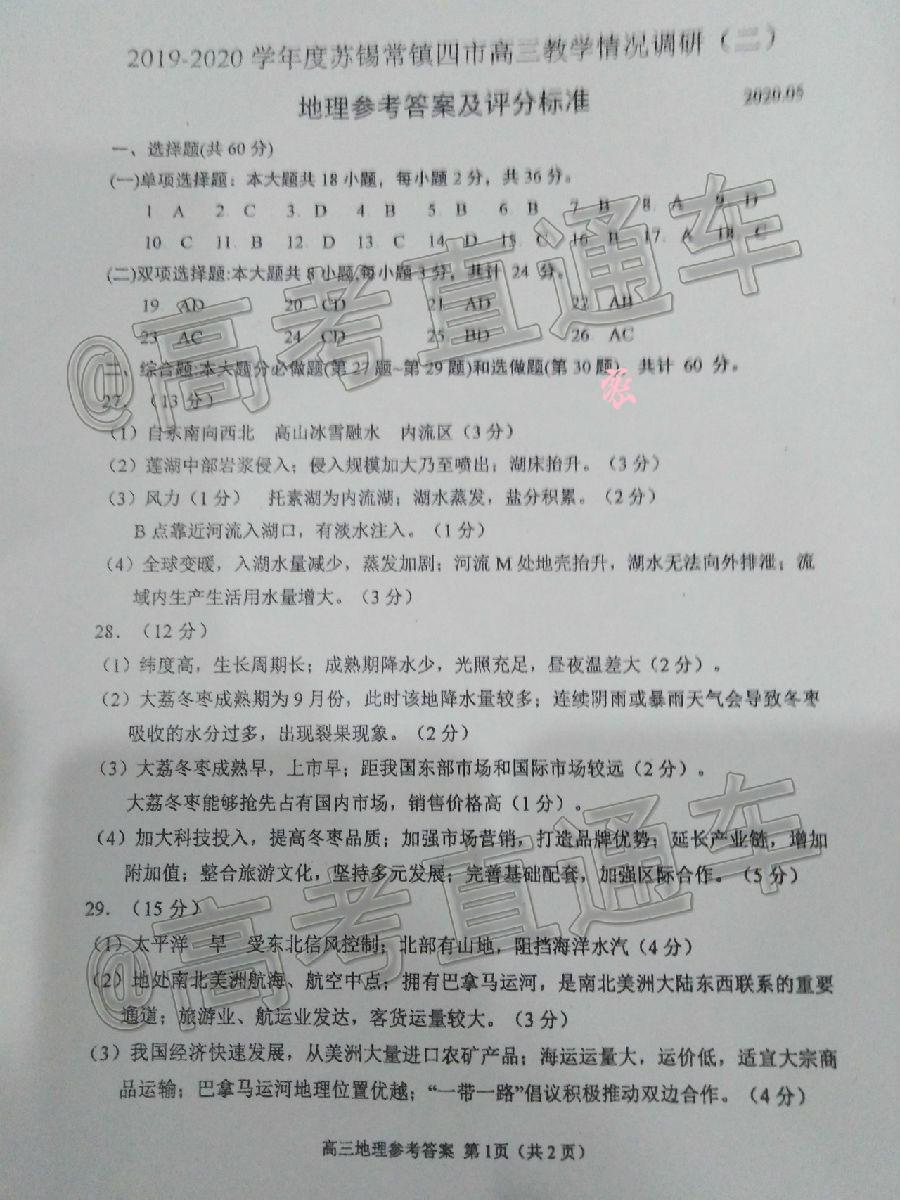 2019-2020 学年度苏锡常镇四市高三教学情况调研（二）
地理参考答案及评分标准 2020.05
一、选择题(共 60 分)
(一)单项选择题：本大题共 18 小题，每小题 2 分，共 36 分。
1 A 2 C 3. D 4 B 5. B 6 B 7 B 8. A 9. D
10. C 11. B 12. D 13. C 14. D 15. C 16. B 17. A 18. C
(二)双项选择题:本大题共 8 小题,每小题 3 分，共计 24 分。
19 AD 20. CD 21 AD 22 AB
23 AC 24 CD 25 BD 26 AC
二、综合题:本大题分必做题(第 27 题~第 29 题)和选做题(第 30 题)，共计 60 分。
27．（13 分）
（1）自东南向西北 高山冰雪融水 内流区（3 分）
（2）莲湖中部岩浆侵入；侵入规模加大乃至喷出；湖床抬升。（3 分）
（3）风力（1 分） 托素湖为内流湖；湖水蒸发，盐分积累。（2 分）
B 点靠近河流入湖口，有淡水注入。（1 分）
（4）全球变暖，入湖水量减少，蒸发加剧；河流 M 处地壳抬升，湖水无法向外排泄；流
域内生产生活用水量增大。（3 分）
28．（12 分）
（1）纬度高，生长周期长；成熟期降水少，光照充足，昼夜温差大（2 分）。
（2）大荔冬枣成熟期为 9 月份，此时该地降水量较多；连续阴雨或暴雨天气会导致冬枣
吸收的水分过多，出现裂果现象。（2 分）
（3）大荔冬枣成熟早，上市早；距我国东部市场和国际市场较远（2 分）。
大荔冬枣能够抢先占有国内市场，销售价格高（1 分）。
（4）加大科技投入，提高冬枣品质；加强市场营销，打造品牌优势；延长产业链，增加
附加值；整合旅游文化，坚持多元发展；完善基础配套，加强区际合作。（5 分）
29．（15 分）
（1）太平洋 旱 受东北信风控制；北部有山地，阻挡海洋水汽（4 分）
（2）地处南北美洲航海、航空中点；拥有巴拿马运河，是南北美洲大陆东西联系的重要
通道；旅游业、航运业发达，客货运量较大。（3 分）
（3）我国经济快速发展，从美洲大量进口农矿产品；海运运量大，运价低，适宜大宗商
品运输；巴拿马运河地理位置优越；“一带一路”倡议积极推动双边合作。（4 分）
高三地理参考答案 第 1页（共 2 页）
@高考直通车
@高考直通车